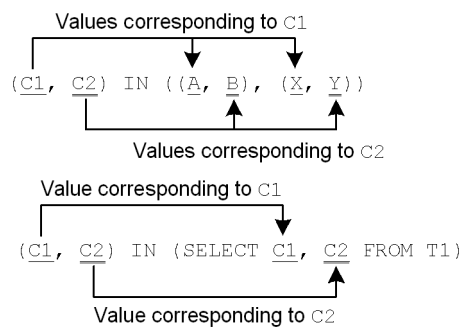 Values corresponding to C1
(C1, C2) IN ((A, B), (X, Y))
Values corresponding to C2
Value corresponding to C1
(C1, C2) IN (SELECT C1, C2 FROM T1)
Value corresponding to C2